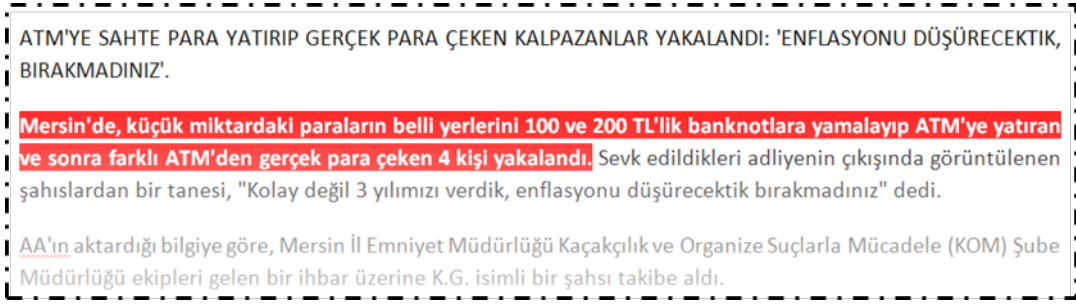 ATM'YE SAHTE PARA YATIRIP GERÇEK PARA ÇEKEN KALPAZANLAR YAKALANDI: 'ENFLASYONU DÜŞÜRECEKTIK,
BIRAKMADINIZ'.
Mersin'de, küçük miktardaki paraların belli yerlerini 100 ve 200 TL'lik banknotlara yamalayıp ATM'ye yatıran
ve sonra farklı ATM'den gerçek para çeken 4 kişi yakalandı. Sevk edildikleri adliyenin çıkışında görüntülenen
şahıslardan bir tanesi, "Kolay değil 3 yılımızı verdik, enflasyonu düşürecektik bırakmadınız" dedi.
AA'ın aktardığı bilgiye göre, Mersin İl Emniyet Müdürlüğü Kaçakçılık ve Organize Suçlarla Mücadele (KOM) Şube
Müdürlüğü ekipleri gelen bir ihbar üzerine K.G. isimli bir şahsı takibe aldı.